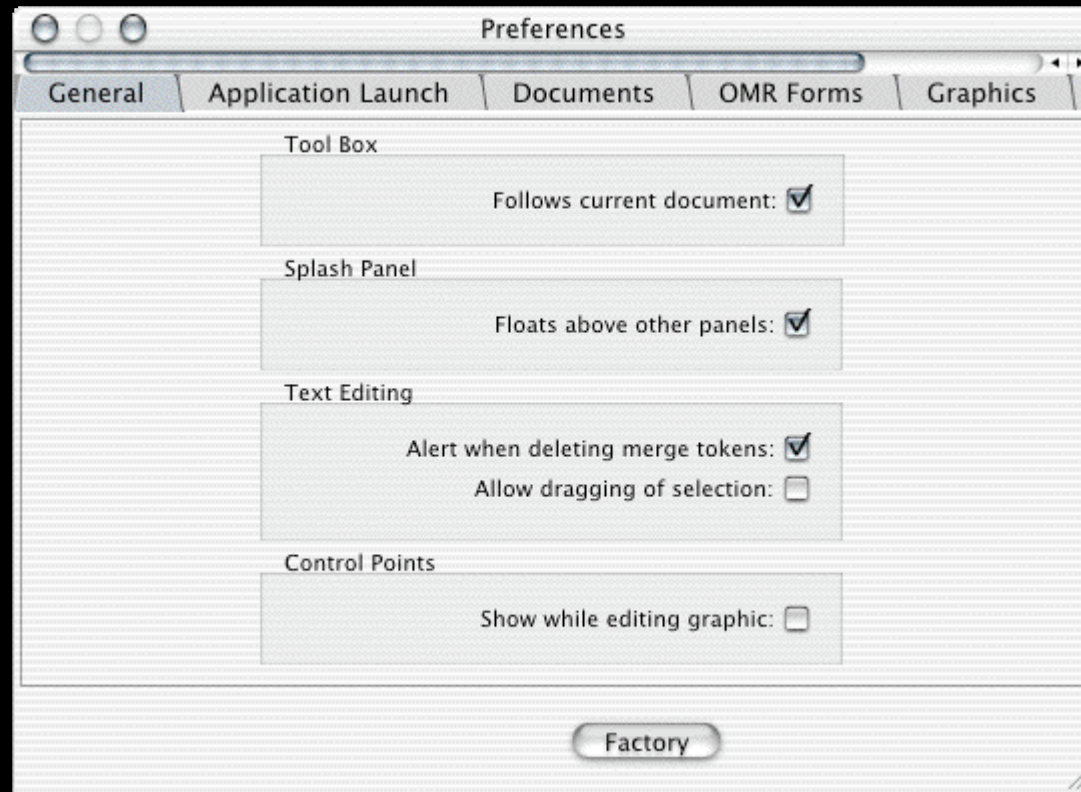 Preferences
General Application Launch Documents OMR Forms Graphics
Tool Box
Follows current document:
Splash Panel
Floats above other panels:
Text Editing
Alert when deleting merge tokens:
Allow dragging of selection:
Control Points
Show while editing graphic:
Factory